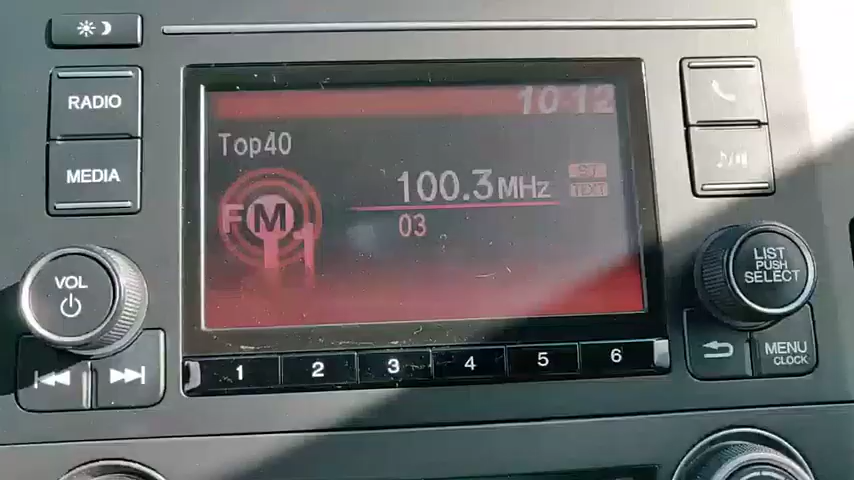 10:12
RADIO
MEDIA
Top40
FM
100.3 MHz
ST
TEXT
03
VOL
LIST
PUSH
SELECT
MENU
CLOCK
1 2 3 4 5 6